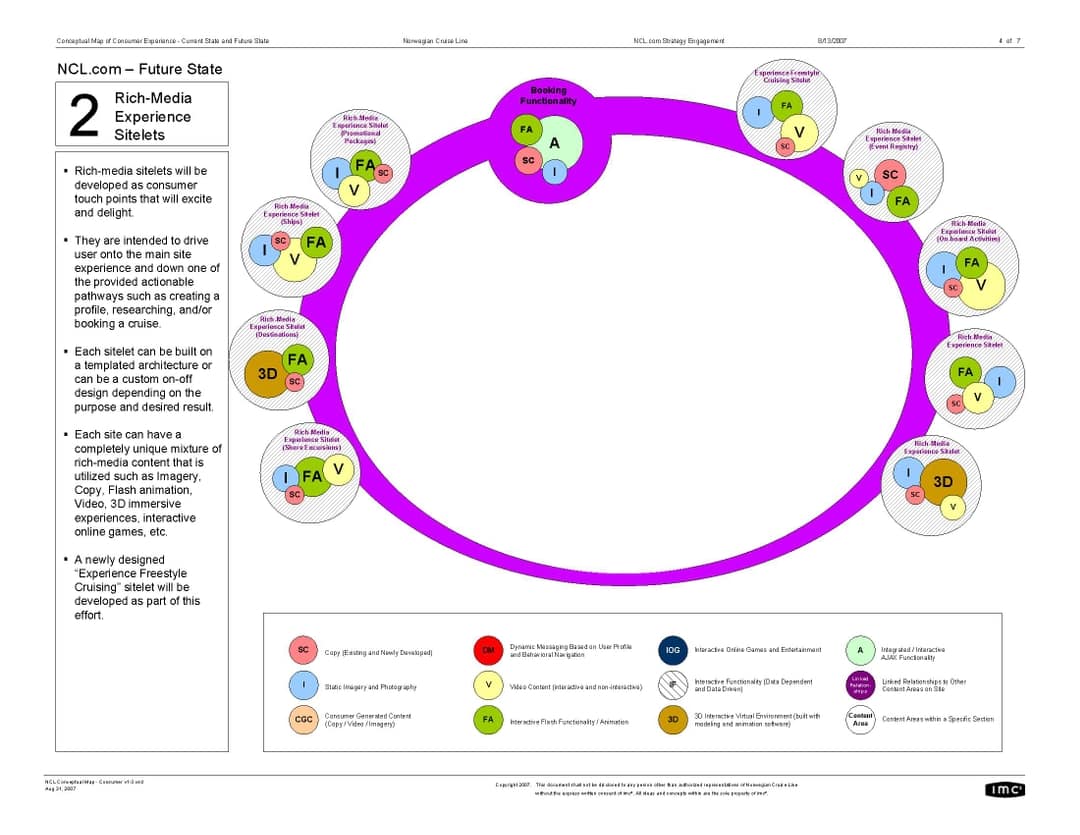 Conceptual Map of Consumer Experience - Current State and Future State
Norwegian Cruise Line
NCL.com Strategy Engagement
8/13/2007
4 of 7
NCL.com – Future State
2
Rich-Media
Experience
Sitelets
▪ Rich-media sitelets will be
developed as consumer
touch points that will excite
and delight.
▪ They are intended to drive
user onto the main site
experience and down one of
the provided actionable
pathways such as creating a
profile, researching, and/or
booking a cruise.
▪ Each sitelet can be built on
a templated architecture or
can be a custom on-off
design depending on the
purpose and desired result.
▪ Each site can have a
completely unique mixture of
rich-media content that is
utilized such as Imagery,
Copy, Flash animation,
Video, 3D immersive
experiences, interactive
online games, etc.
▪ A newly designed
“Experience Freestyle
Cruising” sitelet will be
developed as part of this
effort.
Booking
Functionality
FA
A
SC
I
Experience Freestyle
Cruising Sitelet
I
FA
V
SC
Rich-Media
Experience Sitelet
(Promotional
Packages)
I
FA
SC
V
Rich-Media
Experience Sitelet
(Event Registry)
V
SC
I
FA
Rich-Media
Experience Sitelet
(Ships)
I
SC
FA
V
Rich-Media
Experience Sitelet
(On-board Activities)
I
FA
SC
V
Rich-Media
Experience Sitelet
(Destinations)
3D
FA
SC
Rich-Media
Experience Sitelet
FA
I
SC
V
Rich-Media
Experience Sitelet
(Shore Excursions)
I
FA
V
SC
Rich-Media
Experience Sitelet
I
3D
SC
V
SC
Copy (Existing and Newly Developed)
DM
Dynamic Messaging Based on User Profile
and Behavioral Navigation
IOG
Interactive Online Games and Entertainment
A
Integrated / Interactive
AJAX Functionality
I
Static Imagery and Photography
V
Video Content (interactive and non-interactive)
IF
Interactive Functionality (Data Dependent
and Data Driven)
Linked
Relation-
ships
Linked Relationships to Other
Content Areas on Site
CGC
Consumer Generated Content
(Copy / Video / Imagery)
FA
Interactive Flash Functionality / Animation
3D
3D Interactive Virtual Environment (built with
modeling and animation software)
Content
Area
Content Areas within a Specific Section
NCL Conceptual Map - Consumer v1-0.vsd
Aug 31, 2007
Copyright 2007. This document shall not be disclosed to any person other than authorized representatives of Norwegian Cruise Line
without the express written consent of imc². All ideas and concepts within are the sole property of imc².
imc²